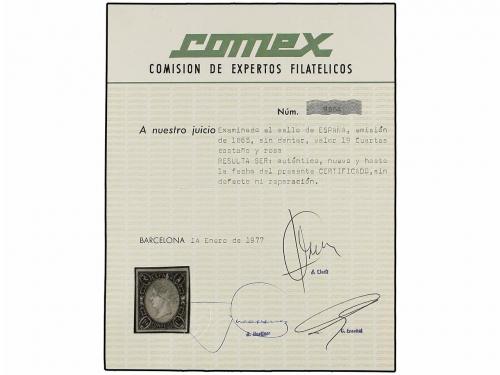 comex
COMISION DE EXPERTOS FILATELICOS
Núm.
A nuestro juicio Examinado el sello de ESPAÑA, emisión
de 1865, sin dentar, valor 19 Cuartos
castaño y rosa
RESULTA SER: auténtico, nuevo y hasta
la fecha del presente CERTIFICADO, sin
defecto ni reparación.
BARCELONA 14 Enero de 1977